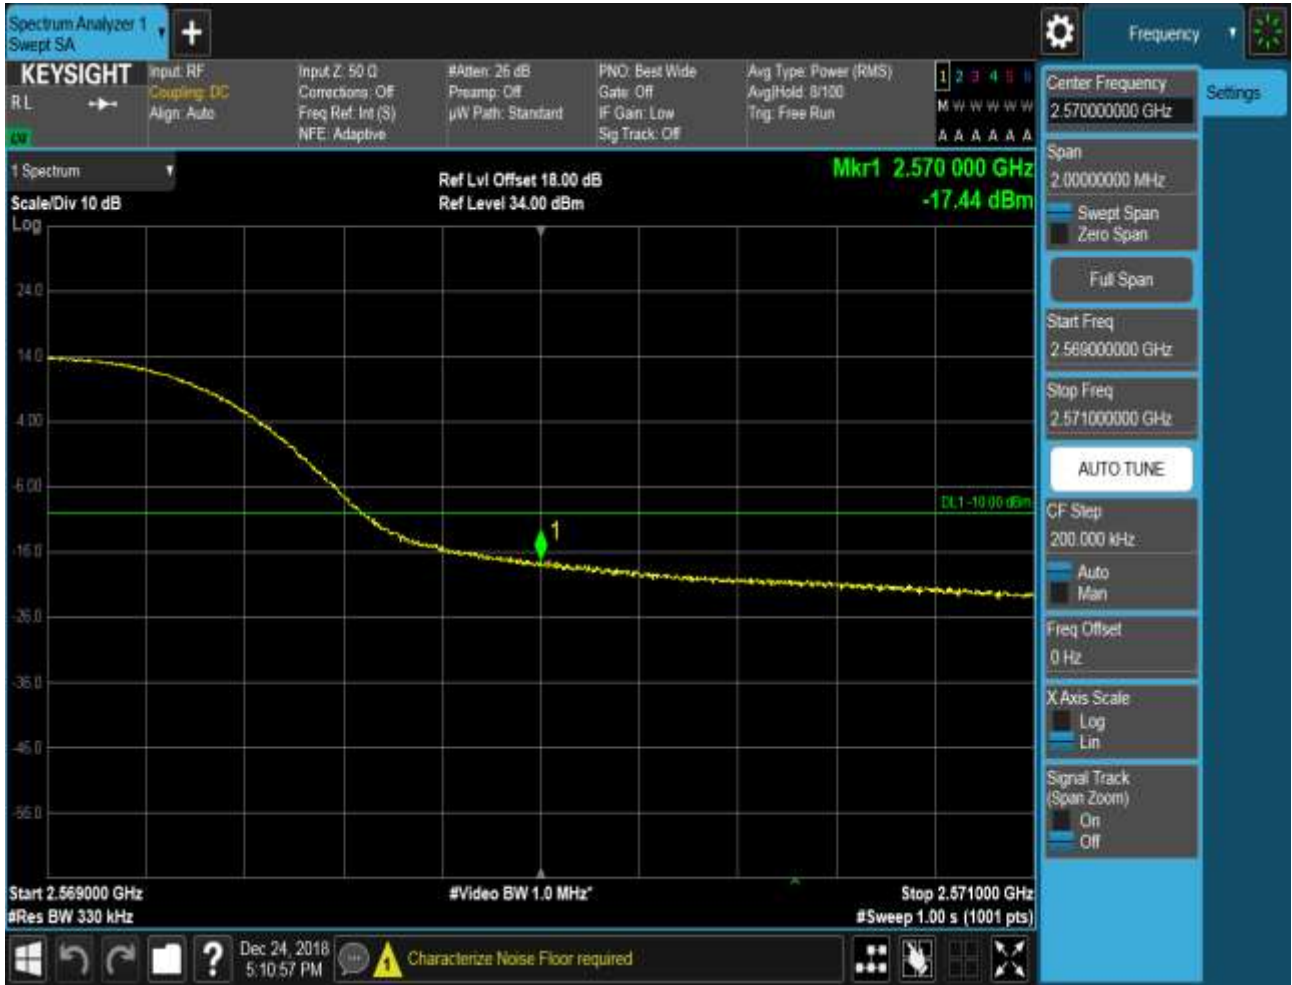 Spectrum Analyzer 1
Swept SA
Frequency
KEYSIGHT
RL
Input: RF
Coupling: DC
Align: Auto
Input Z: 50 Ω
Corrections: Off
Freq Ref: Int (S)
NFE: Adaptive
#Atten: 26 dB
Preamp: Off
µW Path: Standard
PNO: Best Wide
Gate: Off
IF Gain: Low
Sig Track: Off
Avg Type: Power (RMS)
Avg|Hold: 8/100
Trig: Free Run
1 2 3 4 5 6
M W W W W W
A A A A A A
1 Spectrum
Scale/Div 10 dB
Log
Ref Lvl Offset 18.00 dB
Ref Level 34.00 dBm
Mkr1 2.570 000 GHz
-17.44 dBm
24.0
14.0
4.00
-6.00
-16.0
-26.0
-36.0
-46.0
-56.0
DL1 -10.00 dBm
1
Start 2.569000 GHz
#Res BW 330 kHz
#Video BW 1.0 MHz*
Stop 2.571000 GHz
#Sweep 1.00 s (1001 pts)
Dec 24, 2018
5:10:57 PM
Characterize Noise Floor required
Center Frequency
2.570000000 GHz
Settings
Span
2.00000000 MHz
Swept Span
Zero Span
Full Span
Start Freq
2.569000000 GHz
Stop Freq
2.571000000 GHz
AUTO TUNE
CF Step
200.000 kHz
Auto
Man
Freq Offset
0 Hz
X Axis Scale
Log
Lin
Signal Track
(Span Zoom)
On
Off